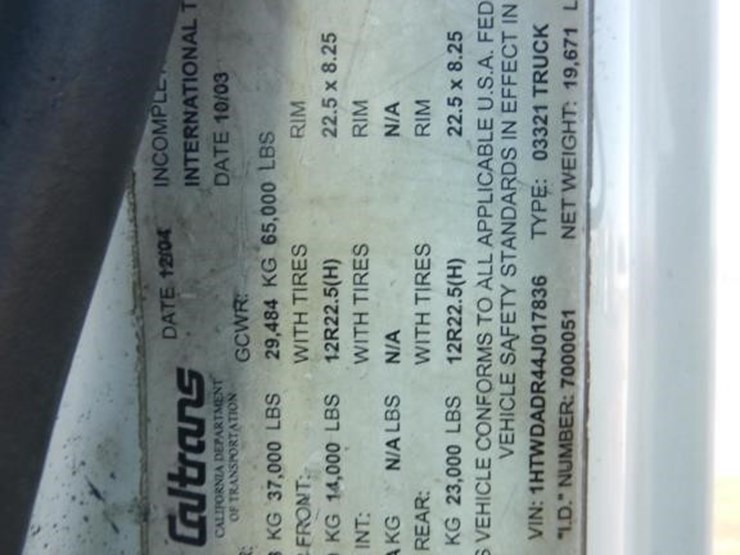 Caltrans DATE 12/04 INCOMPLE
CALIFORNIA DEPARTMENT INTERNATIONAL T
OF TRANSPORTATION DATE 10/03
R: GCWR:
KG 37,000 LBS 29,484 KG 65,000 LBS
FRONT: WITH TIRES RIM
KG 14,000 LBS 12R22.5(H) 22.5 x 8.25
INT: WITH TIRES RIM
A KG N/A LBS N/A N/A
REAR: WITH TIRES RIM
KG 23,000 LBS 12R22.5(H) 22.5 x 8.25
S VEHICLE CONFORMS TO ALL APPLICABLE U.S.A. FED
VEHICLE SAFETY STANDARDS IN EFFECT IN
VIN: 1HTWDADR44J017836 TYPE: 03321 TRUCK
"I.D." NUMBER: 7000051 NET WEIGHT: 19,671 L